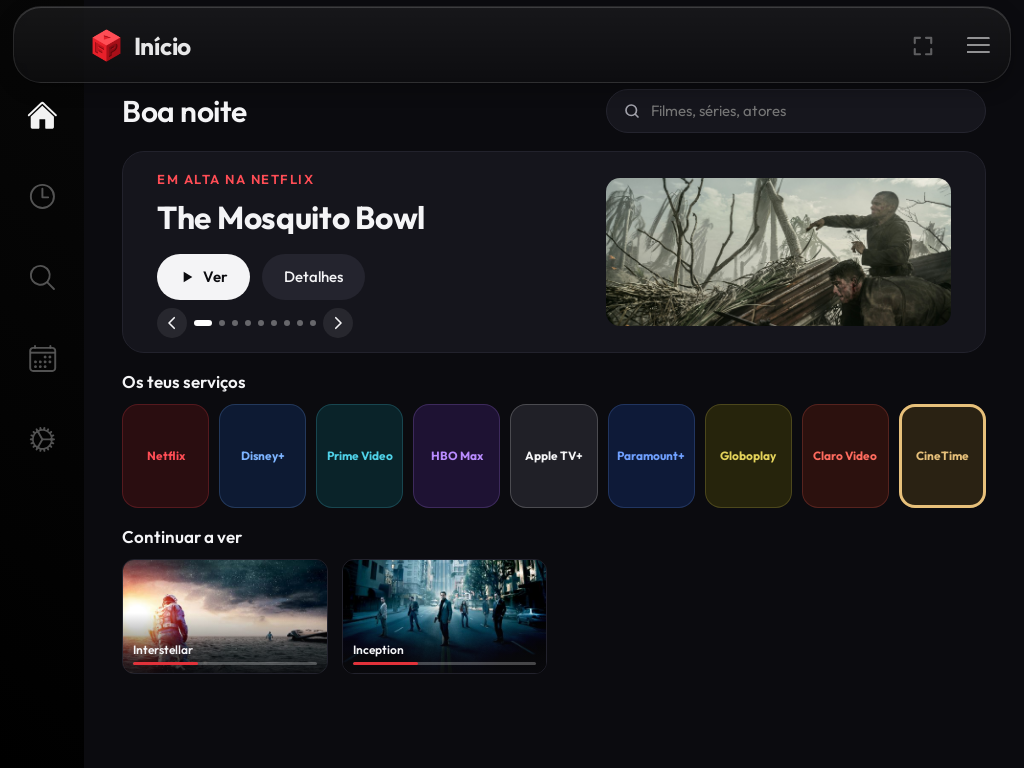 Início
Boa noite
Filmes, séries, atores
EM ALTA NA NETFLIX
The Mosquito Bowl
Ver
Detalhes
Os teus serviços
Netflix
Disney+
Prime Video
HBO Max
Apple TV+
Paramount+
Globoplay
Claro Video
CineTime
Continuar a ver
Interstellar
Inception